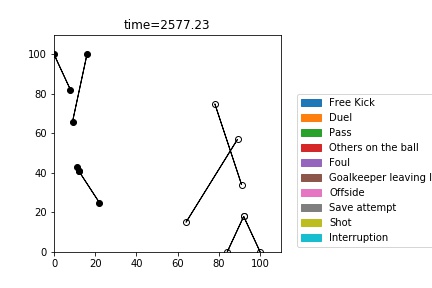 time=2577.23
100
80
60
40
20
0
0
20
40
60
80
100
Free Kick
Duel
Pass
Others on the ball
Foul
Goalkeeper leaving l
Offside
Save attempt
Shot
Interruption